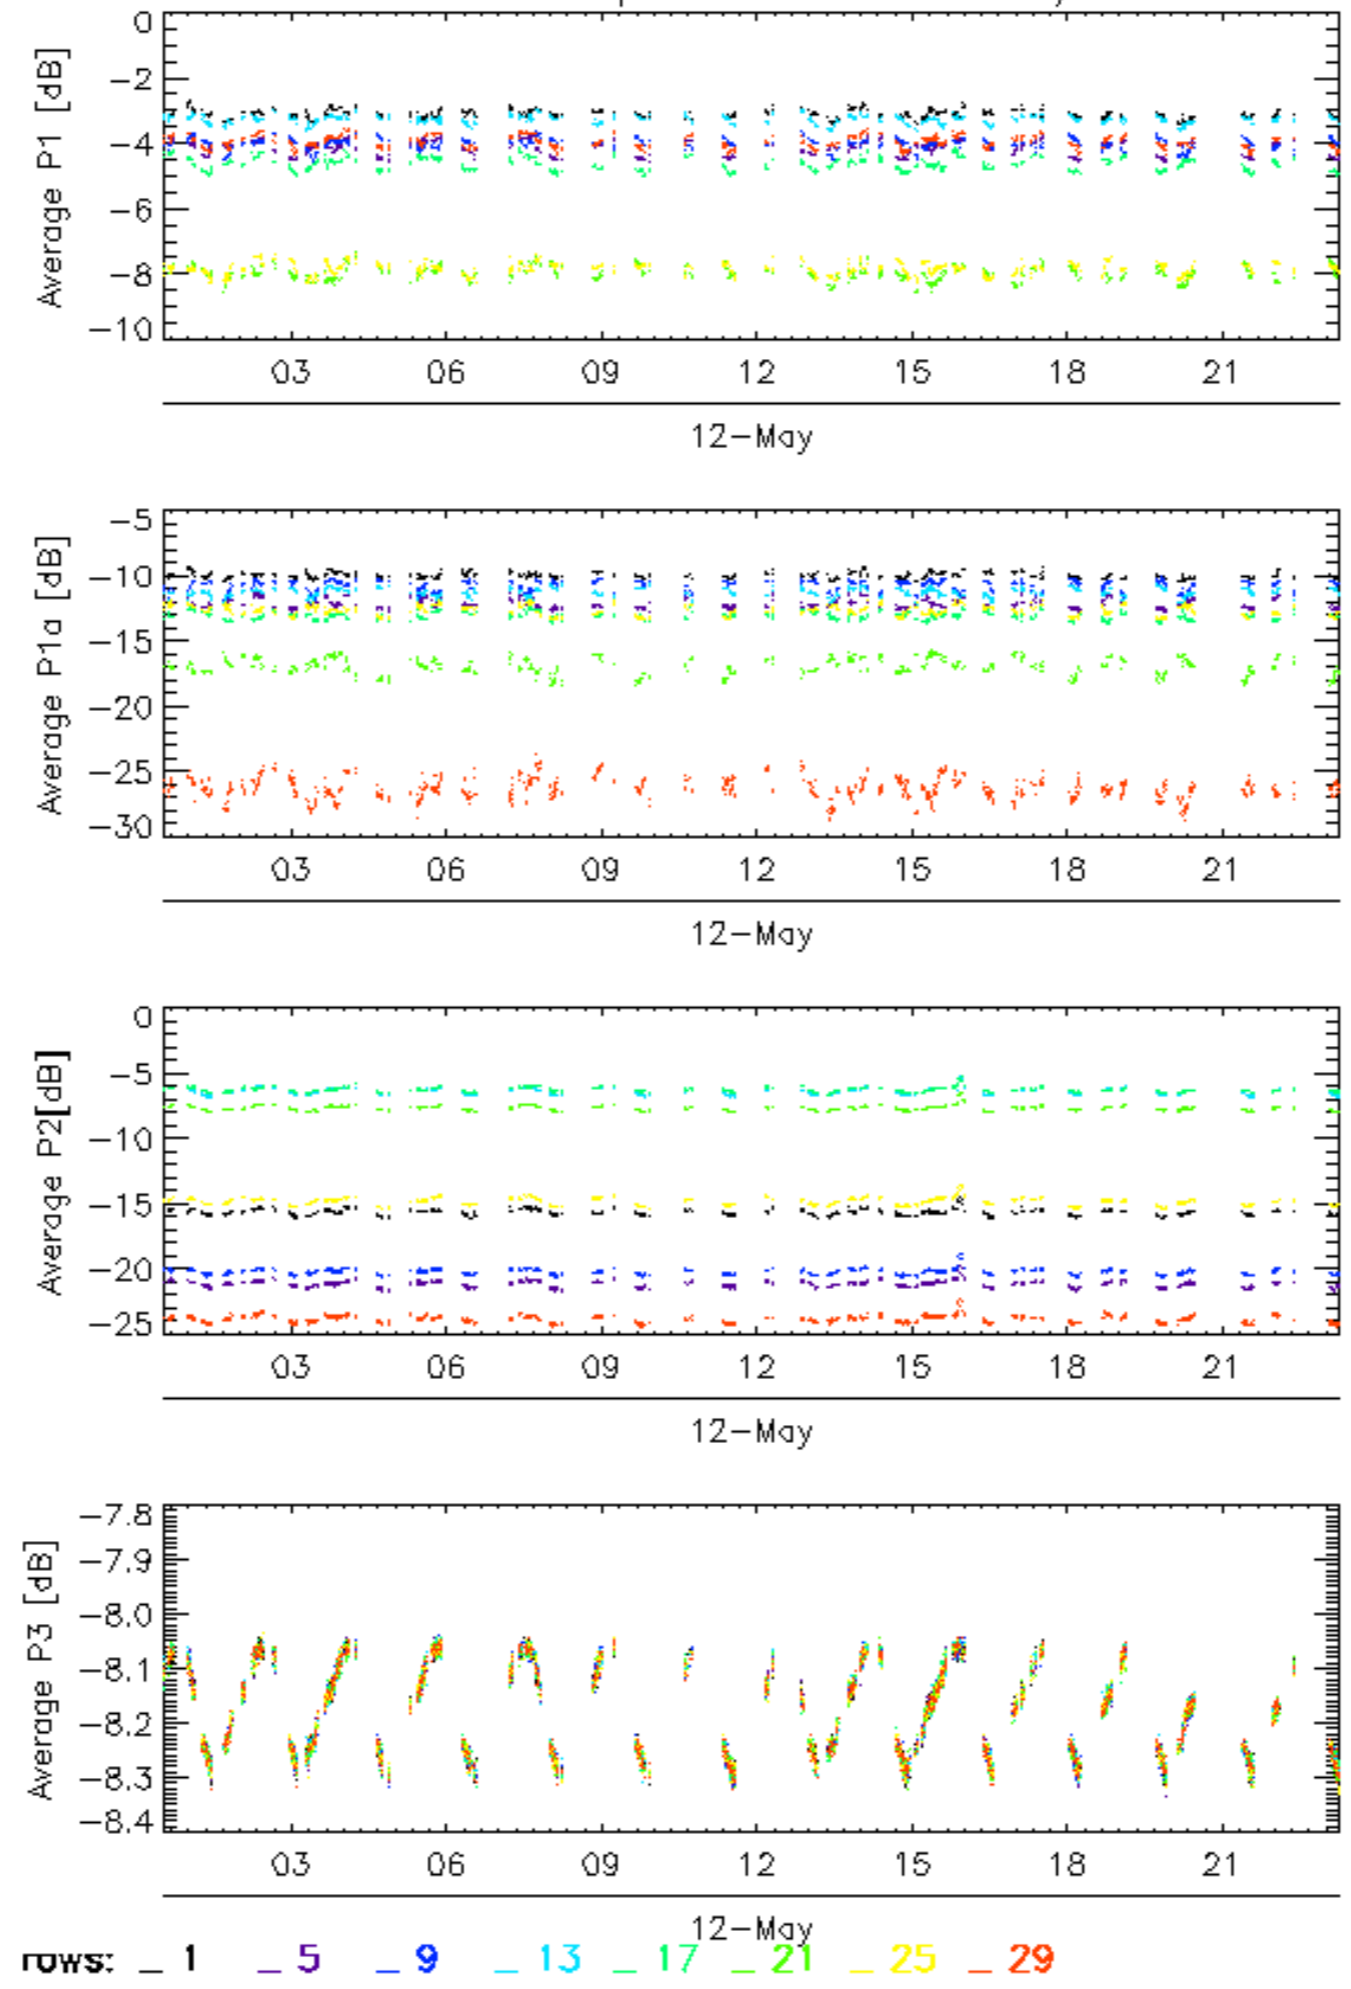 0
−2
−4
−6
−8
−10
Average P1 [dB]
03 06 09 12 15 18 21
12−May
−5
−10
−15
−20
−25
−30
Average P1a [dB]
03 06 09 12 15 18 21
12−May
0
−5
−10
−15
−20
−25
Average P2[dB]
03 06 09 12 15 18 21
12−May
−7.8
−7.9
−8.0
−8.1
−8.2
−8.3
−8.4
Average P3 [dB]
03 06 09 12 15 18 21
12−May
rows: _ 1 _ 5 _ 9 _ 13 _ 17 _ 21 _ 25 _ 29